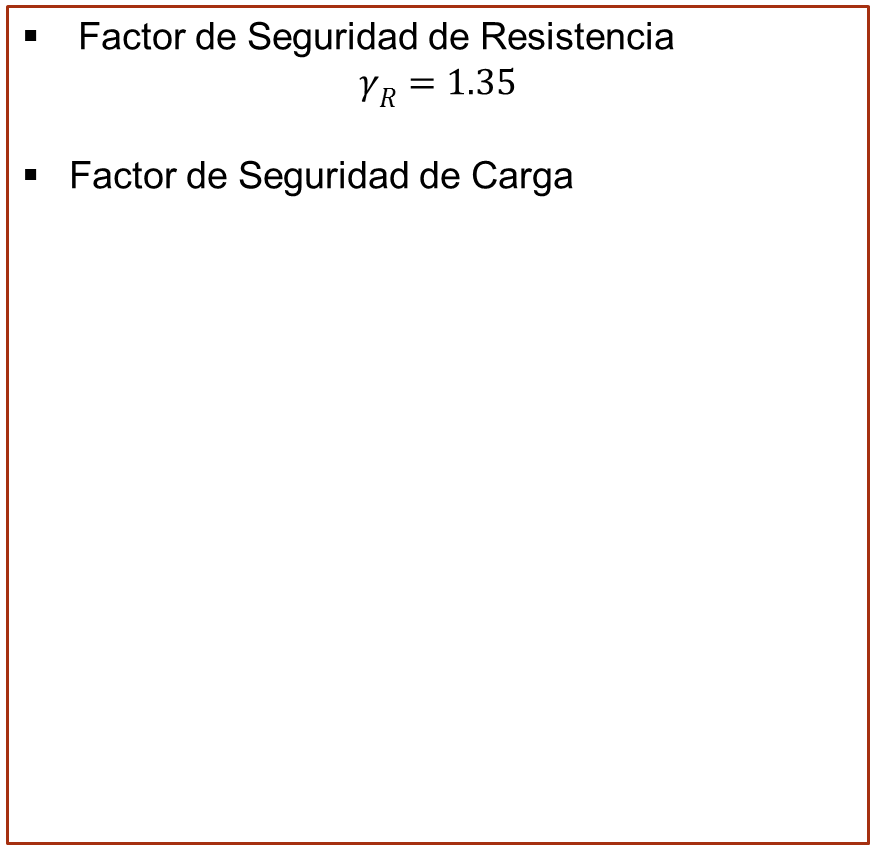 ▪ Factor de Seguridad de Resistencia
γ_R = 1.35
▪ Factor de Seguridad de Carga